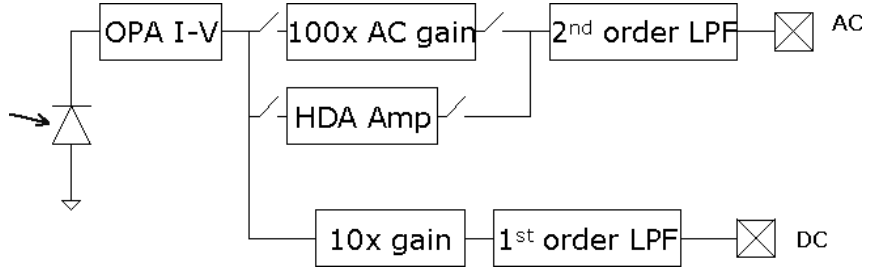 OPA I-V
100x AC gain
2nd order LPF
AC
HDA Amp
10x gain
1st order LPF
DC